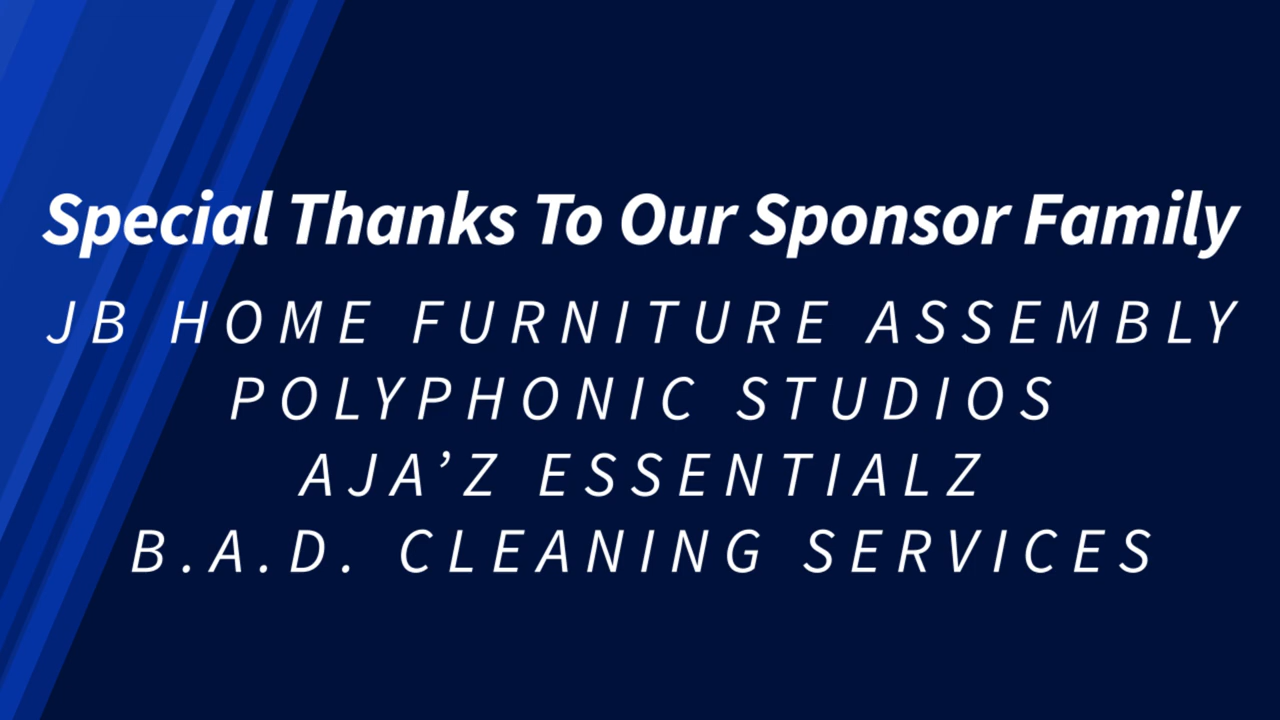 Special Thanks To Our Sponsor Family
JB HOME FURNITURE ASSEMBLY
POLYPHONIC STUDIOS
AJA’Z ESSENTIALZ
B.A.D. CLEANING SERVICES